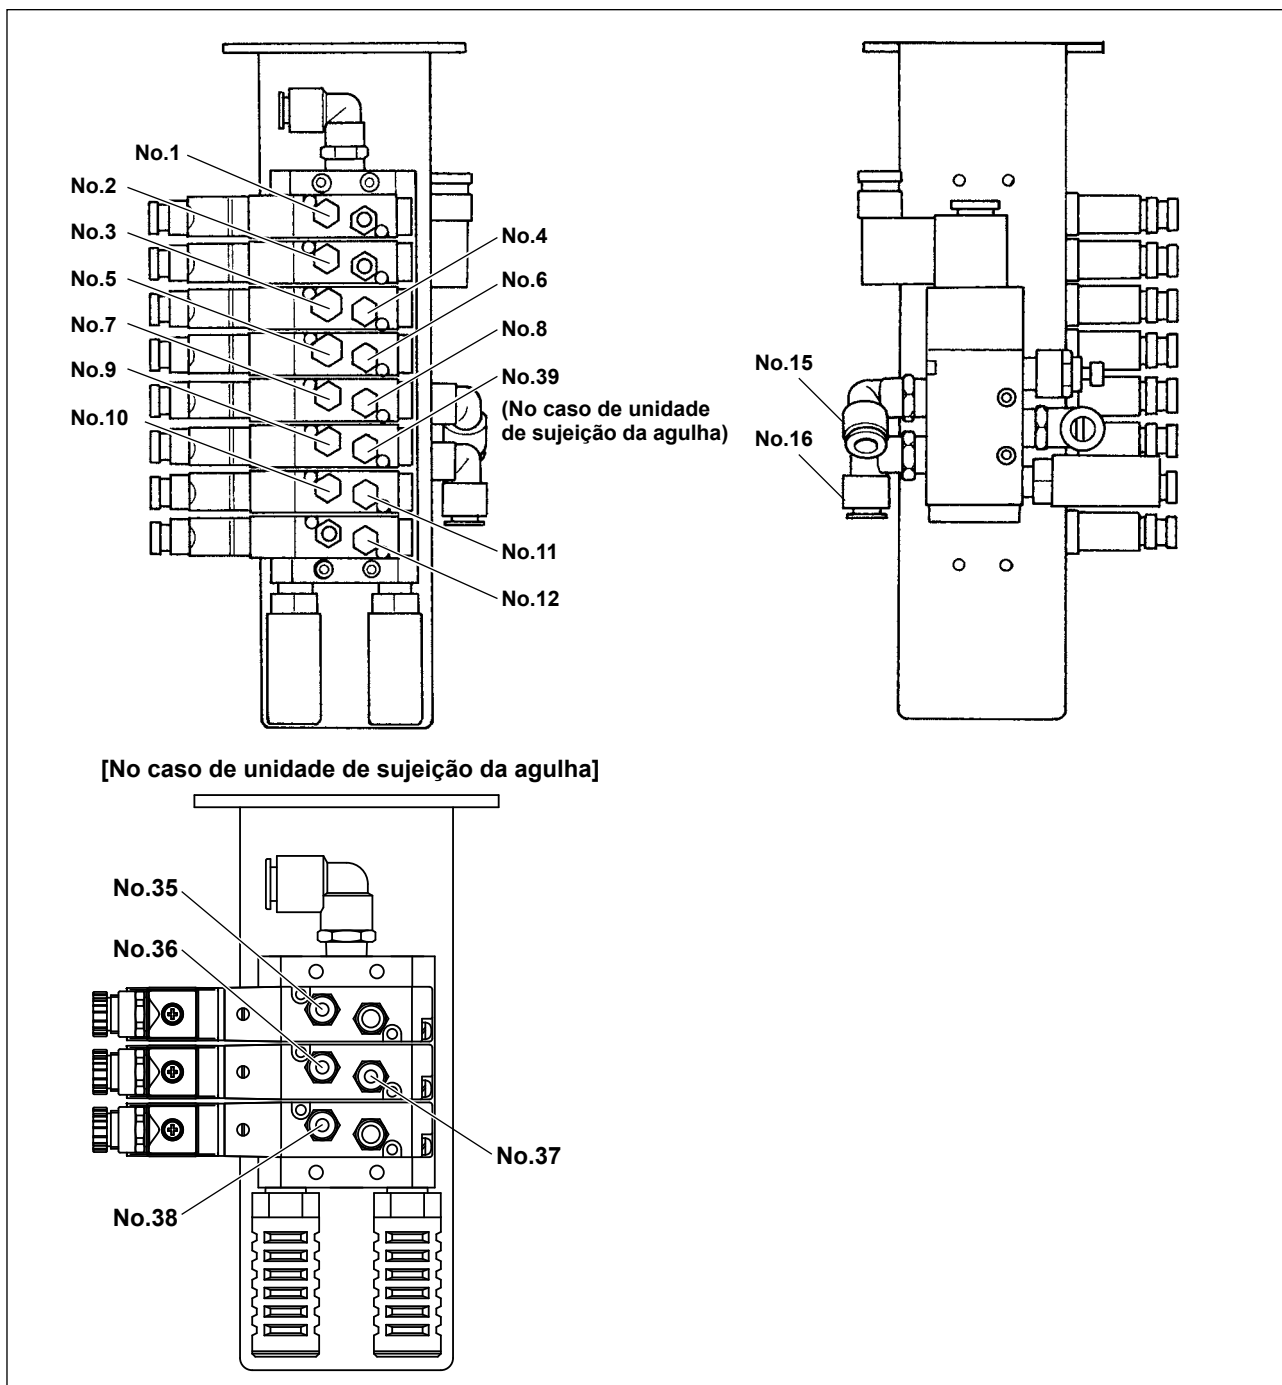 No.1
No.2
No.3
No.5
No.7
No.9
No.10
No.4
No.6
No.8
No.39
(No caso de unidade
de sujeição da agulha)
No.11
No.12
No.15
No.16
[No caso de unidade de sujeição da agulha]
No.35
No.36
No.37
No.38